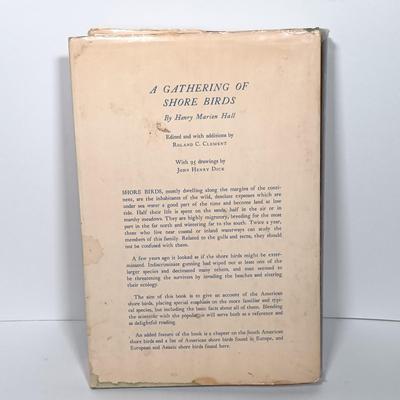 A GATHERING OF
SHORE BIRDS
By Henry Marion Hall
Edited and with additions by
ROLAND C. CLEMENT
With 95 drawings by
JOHN HENRY DICK
SHORE BIRDS, mostly dwelling along the margins of the conti-
nents, are the inhabitants of the wild, desolate expanses which are
under sea water a good part of the time and become land at low
tide. Half their life is spent on the sands, half in the air or in
marshy meadows. They are highly migratory, breeding for the most
part in the far north and wintering far to the south. Twice a year,
those who live near coastal or inland waterways can study the
members of this family. Related to the gulls and terns, they should
not be confused with them.
A few years ago it looked as if the shore birds might be exter-
minated. Indiscriminate gunning had wiped out at least one of the
larger species and decimated many others, and man seemed to
be threatening the survivors by invading the beaches and altering
their ecology.
The aim of this book is to give an account of the American
shore birds, placing special emphasis on the more familiar and typi-
cal species, but including the basic facts about all of them. Blending
the scientific with the popular it will serve both as a reference and
as delightful reading.
An added feature of the book is a chapter on the South American
shore birds and a list of American shore birds found in Europe, and
European and Asiatic shore birds found here.